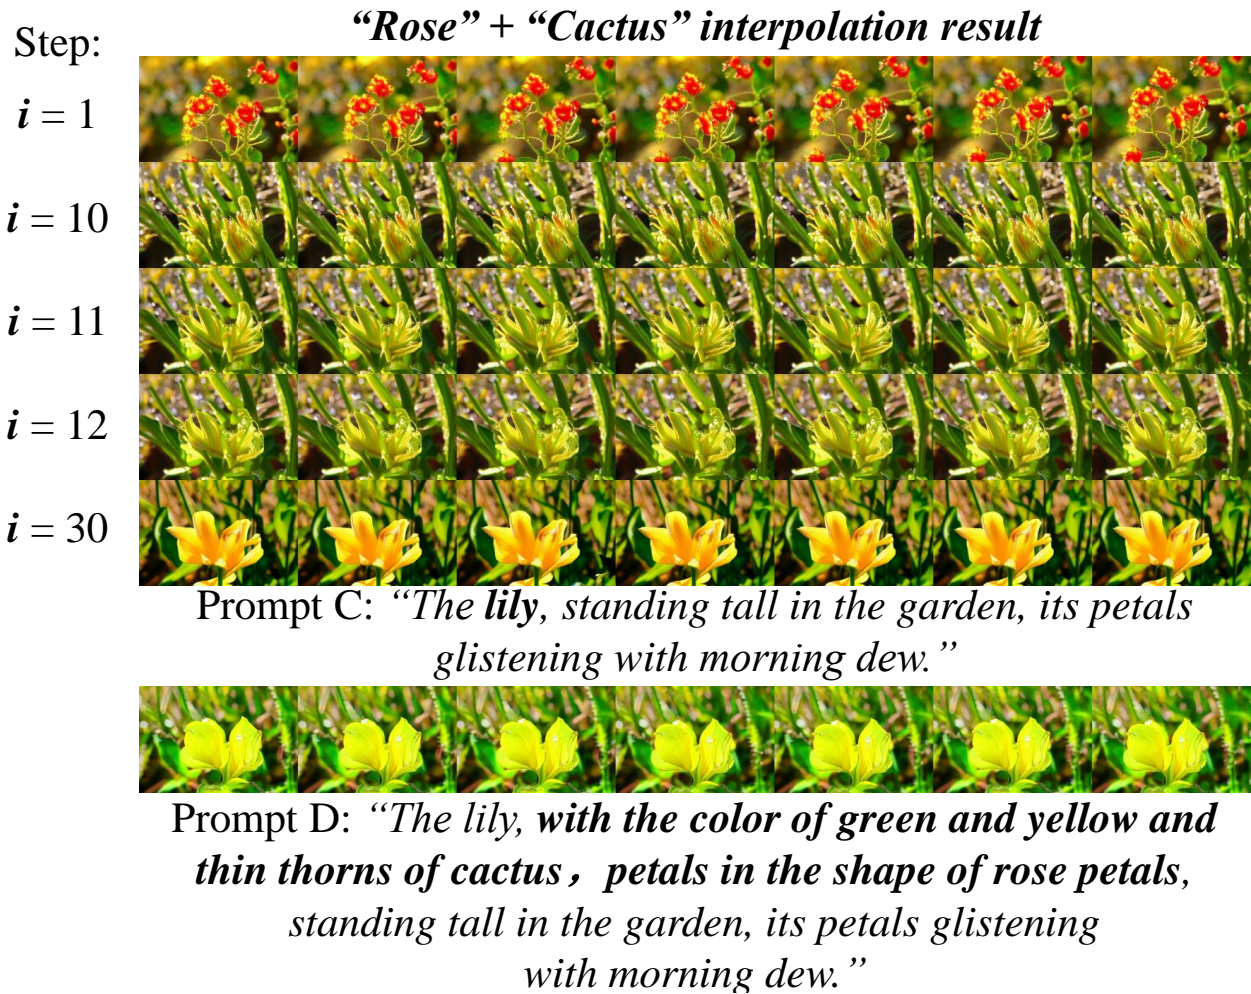 “Rose” + “Cactus” interpolation result
Step:
i = 1
i = 10
i = 11
i = 12
i = 30
Prompt C: “The lily, standing tall in the garden, its petals
glistening with morning dew.”
Prompt D: “The lily, with the color of green and yellow and
thin thorns of cactus，petals in the shape of rose petals,
standing tall in the garden, its petals glistening
with morning dew.”